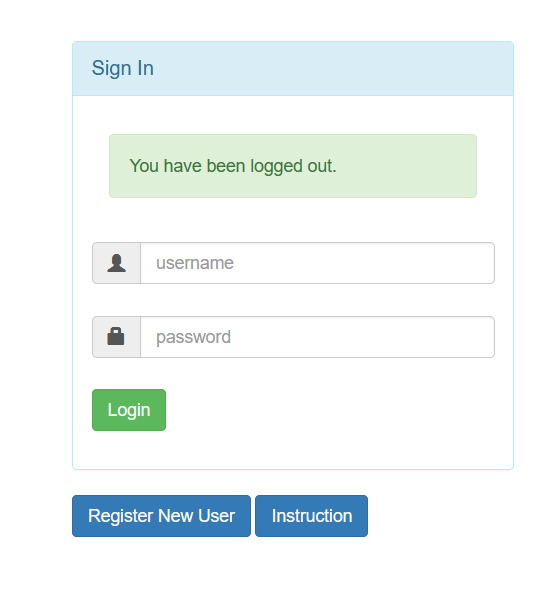 Sign In
You have been logged out.
username
password
Login
Register New User Instruction